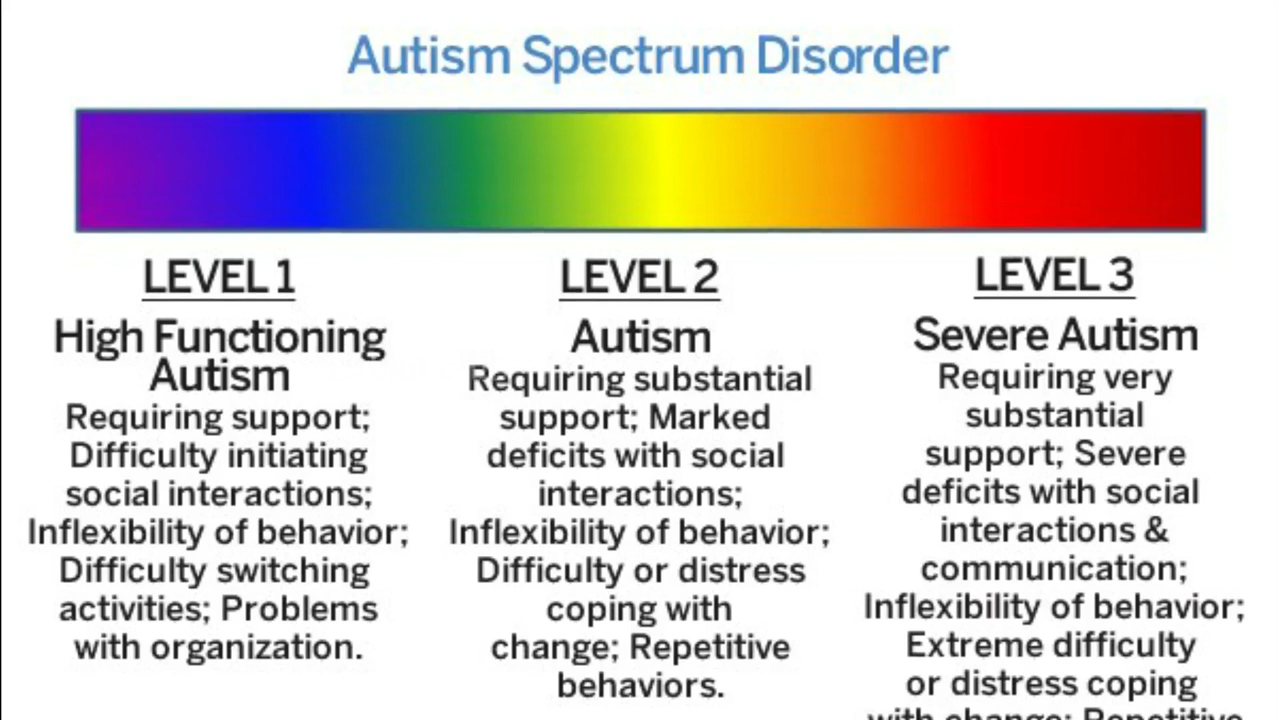 Autism Spectrum Disorder
LEVEL 1
High Functioning
Autism
Requiring support;
Difficulty initiating
social interactions;
Inflexibility of behavior;
Difficulty switching
activities; Problems
with organization.
LEVEL 2
Autism
Requiring substantial
support; Marked
deficits with social
interactions;
Inflexibility of behavior;
Difficulty or distress
coping with
change; Repetitive
behaviors.
LEVEL 3
Severe Autism
Requiring very
substantial
support; Severe
deficits with social
interactions &
communication;
Inflexibility of behavior;
Extreme difficulty
or distress coping
with change; Repetitive